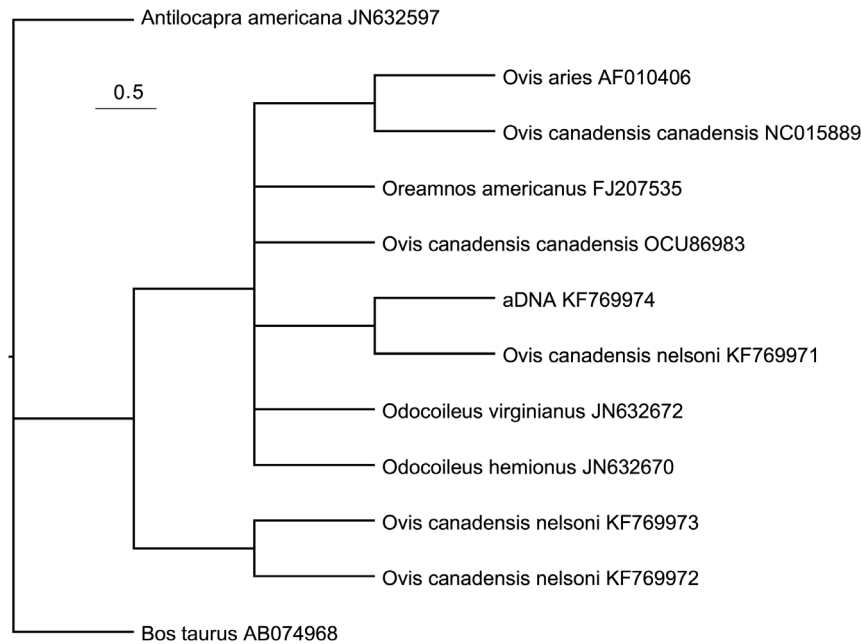 Antilocapra americana JN632597
Ovis aries AF010406
0.5
Ovis canadensis canadensis NC015889
Oreamnos americanus FJ207535
Ovis canadensis canadensis OCU86983
aDNA KF769974
Ovis canadensis nelsoni KF769971
Odocoileus virginianus JN632672
Odocoileus hemionus JN632670
Ovis canadensis nelsoni KF769973
Ovis canadensis nelsoni KF769972
Bos taurus AB074968